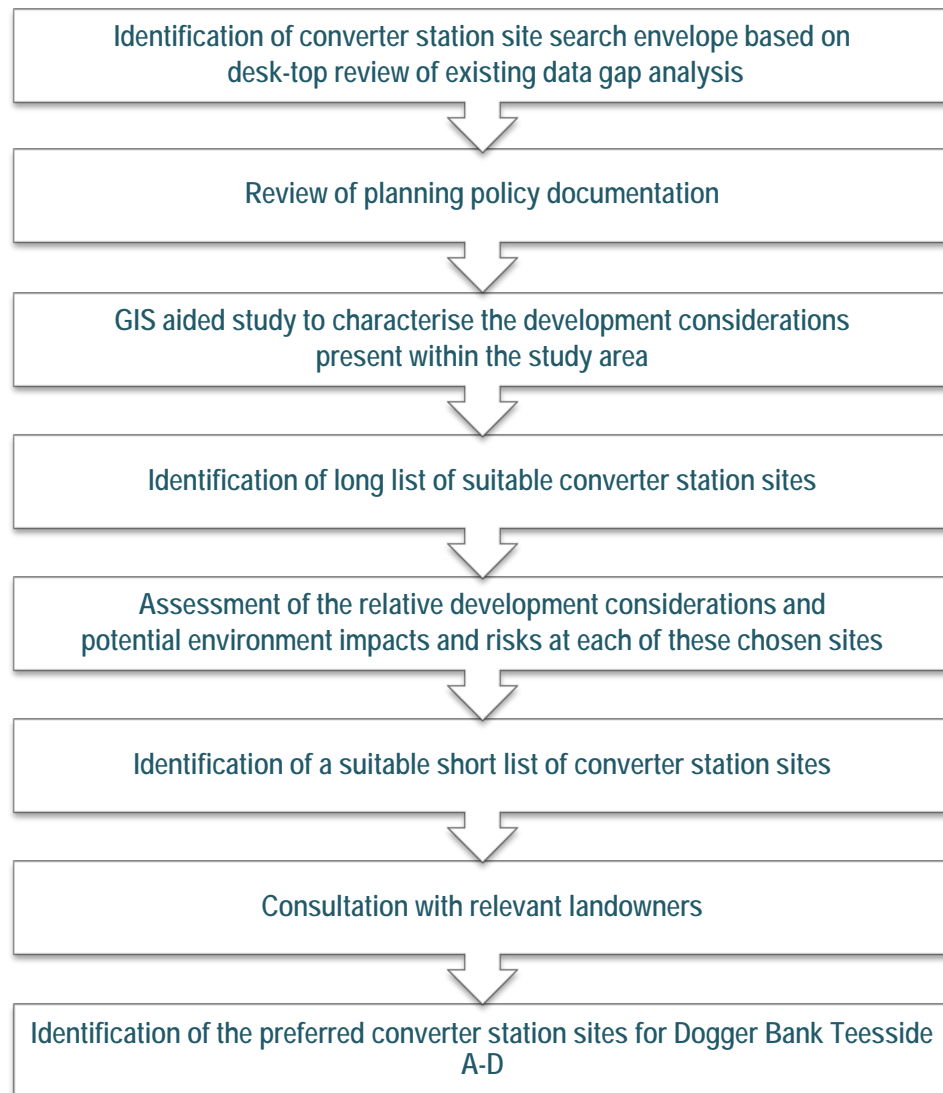 Identification of converter station site search envelope based on
desk-top review of existing data gap analysis
Review of planning policy documentation
GIS aided study to characterise the development considerations
present within the study area
Identification of long list of suitable converter station sites
Assessment of the relative development considerations and
potential environment impacts and risks at each of these chosen sites
Identification of a suitable short list of converter station sites
Consultation with relevant landowners
Identification of the preferred converter station sites for Dogger Bank Teesside
A-D